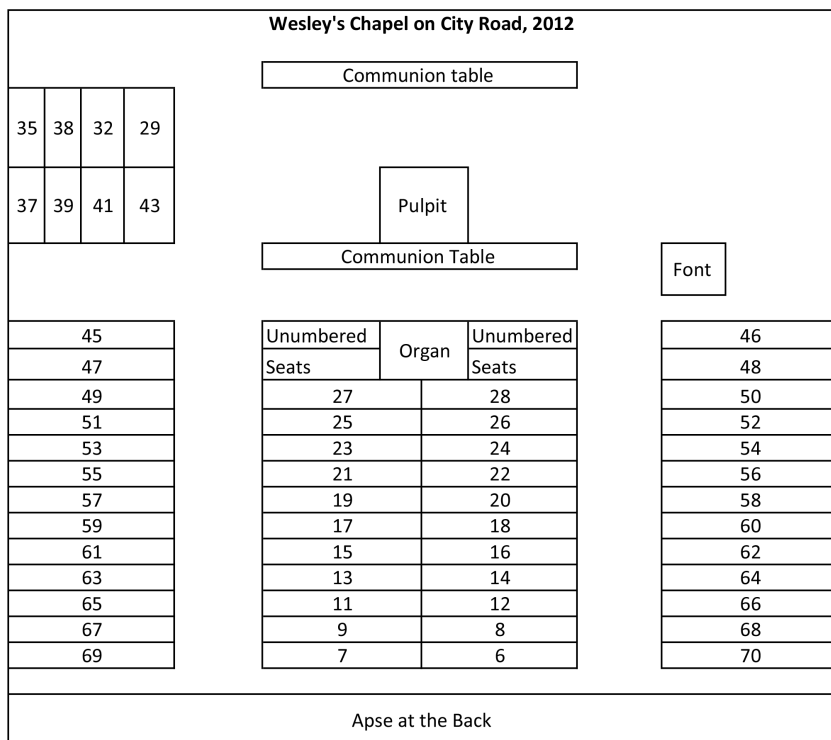 Wesley's Chapel on City Road, 2012
Communion table
35 38 32 29
37 39 41 43
Pulpit
Communion Table
Font
45 Unumbered Organ Unumbered 46
47 Seats Seats 48
49 27 28 50
51 25 26 52
53 23 24 54
55 21 22 56
57 19 20 58
59 17 18 60
61 15 16 62
63 13 14 64
65 11 12 66
67 9 8 68
69 7 6 70
Apse at the Back